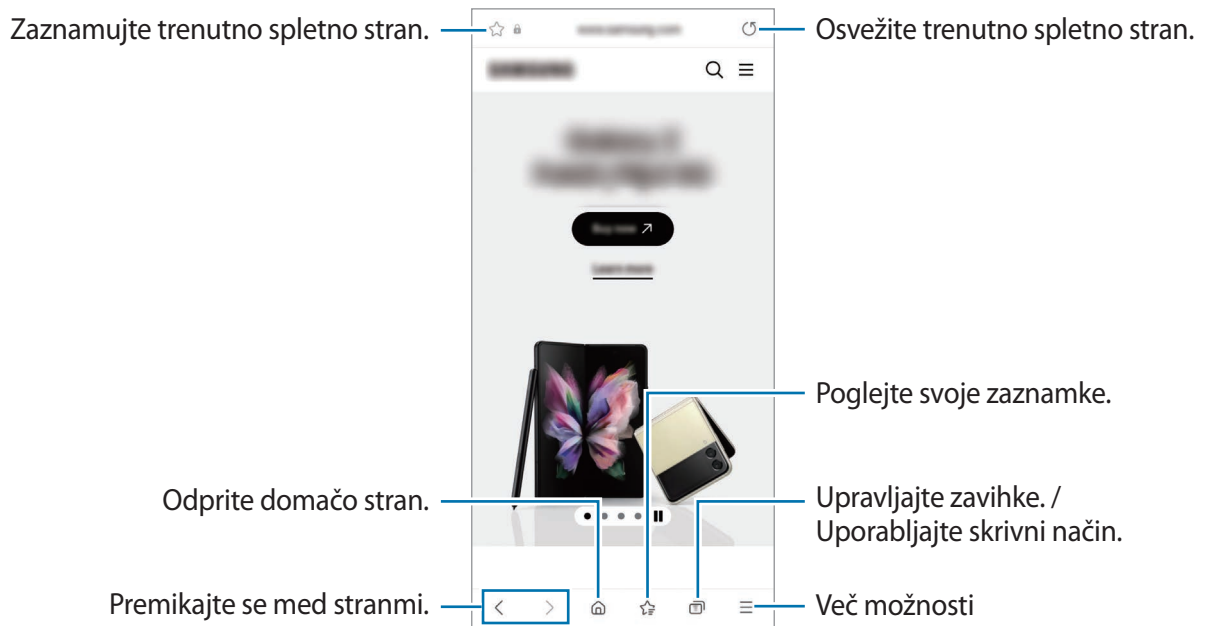 Zaznamujte trenutno spletno stran.
Osvežite trenutno spletno stran.
Poglejte svoje zaznamke.
Odprite domačo stran.
Upravljajte zavihke. /
Uporabljajte skrivni način.
Premikajte se med stranmi.
Več možnosti